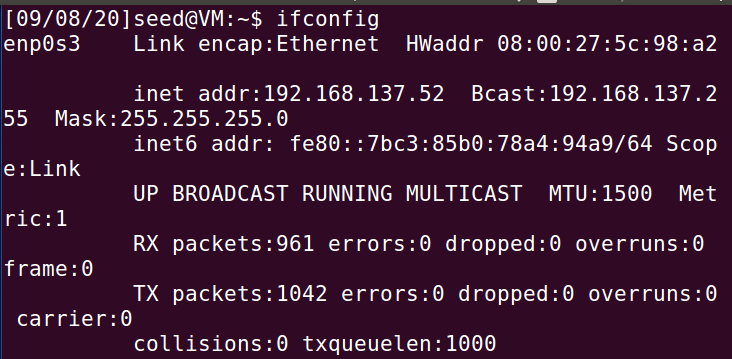 [09/08/20]seed@VM:~$ ifconfig
enp0s3    Link encap:Ethernet  HWaddr 08:00:27:5c:98:a2
          inet addr:192.168.137.52  Bcast:192.168.137.2
55  Mask:255.255.255.0
          inet6 addr: fe80::7bc3:85b0:78a4:94a9/64 Scop
e:Link
          UP BROADCAST RUNNING MULTICAST  MTU:1500  Met
ric:1
          RX packets:961 errors:0 dropped:0 overruns:0
frame:0
          TX packets:1042 errors:0 dropped:0 overruns:0
 carrier:0
          collisions:0 txqueuelen:1000